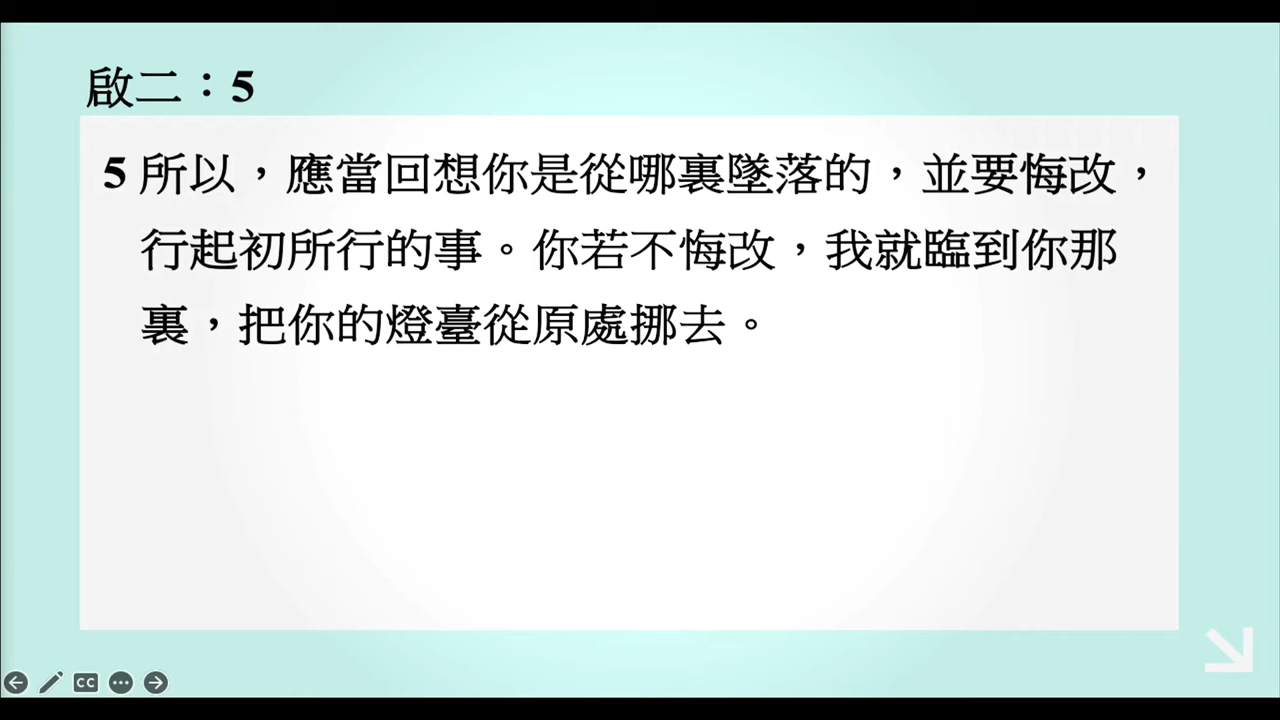 啟二：5
5 所以，應當回想你是從哪裏墜落的，並要悔改，
行起初所行的事。你若不悔改，我就臨到你那
裏，把你的燈臺從原處挪去。
CC